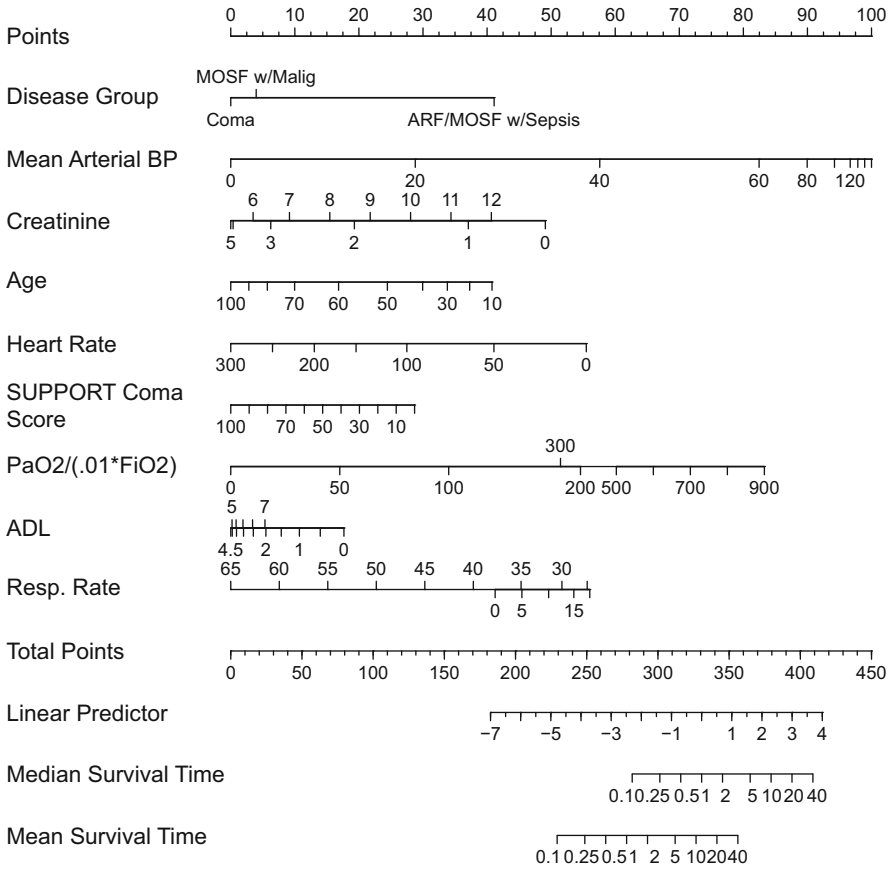 0 10 20 30 40 50 60 70 80 90 100
Points
MOSF w/Malig
Disease Group
Coma ARF/MOSF w/Sepsis
Mean Arterial BP
0 20 40 60 80 120
6 7 8 9 10 11 12
Creatinine
5 3 2 1 0
Age
100 70 60 50 30 10
Heart Rate
300 200 100 50 0
SUPPORT Coma
Score
100 70 50 30 10
300
PaO2/(.01*FiO2)
0 50 100 200 500 700 900
5 7
ADL
4.5 2 1 0
65 60 55 50 45 40 35 30
Resp. Rate
0 5 15
Total Points
0 50 100 150 200 250 300 350 400 450
Linear Predictor
−7 −5 −3 −1 1 2 3 4
Median Survival Time
0.1 0.25 0.5 1 2 5 10 20 40
Mean Survival Time
0.1 0.25 0.5 1 2 5 10 20 40